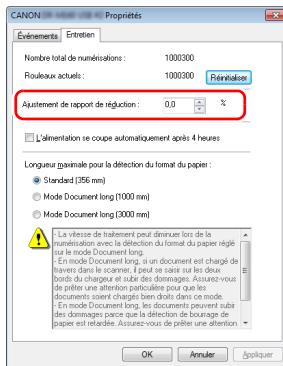 CANON Propriétés
Événements Entretien
Nombre total de numérisations : 1000300
Rouleaux actuels : 1000300 Réinitialiser
Ajustement de rapport de réduction : 0,0 %
L'alimentation se coupe automatiquement après 4 heures
Longueur maximale pour la détection du format du papier :
Standard (356 mm)
Mode Document long (1000 mm)
Mode Document long (3000 mm)
- La vitesse de traitement peut diminuer lors de la
numérisation avec la détection du format du papier réglé
sur le mode Document long.
- En mode Document long, si un document est chargé de
travers dans le scanner, il peut se saisir sur les deux
bords du chargeur et subir des dommages. Assurez-vous
de prêter une attention particulière pour que les
documents soient chargés bien droits dans ce mode.
- En mode Document long, les documents peuvent subir
des dommages parce que la détection de bourrage de
papier est retardée. Assurez-vous de prêter une attention
OK Annuler Appliquer